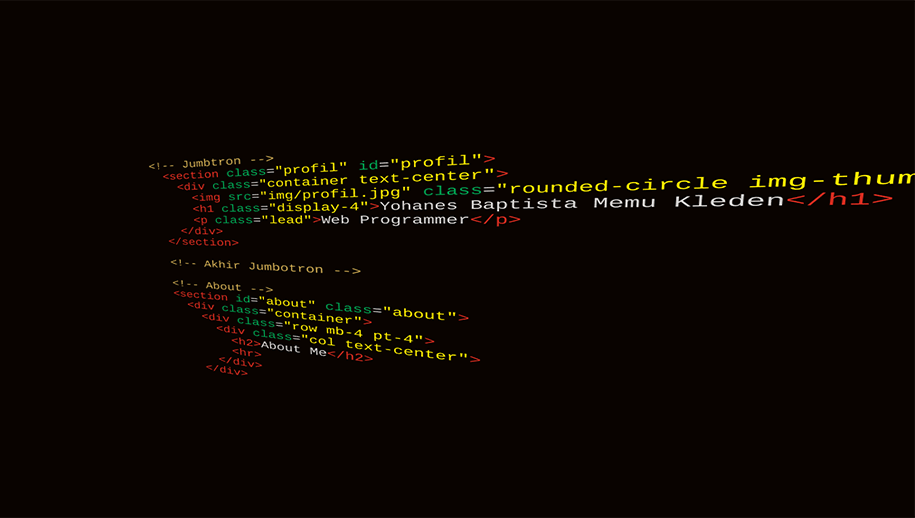 <!-- Jumbtron -->
<section class="profil" id="profil">
<div class="container text-center">
<img src="img/profil.jpg" class="rounded-circle img-thum
<h1 class="display-4">Yohanes Baptista Memu Kleden</h1>
<p class="lead">Web Programmer</p>
</div>
</section>
<!-- Akhir Jumbotron -->
<!-- About -->
<section id="about" class="about">
<div class="container">
<div class="row mb-4 pt-4">
<div class="col text-center">
<h2>About Me</h2>
<hr>
</div>
</div>